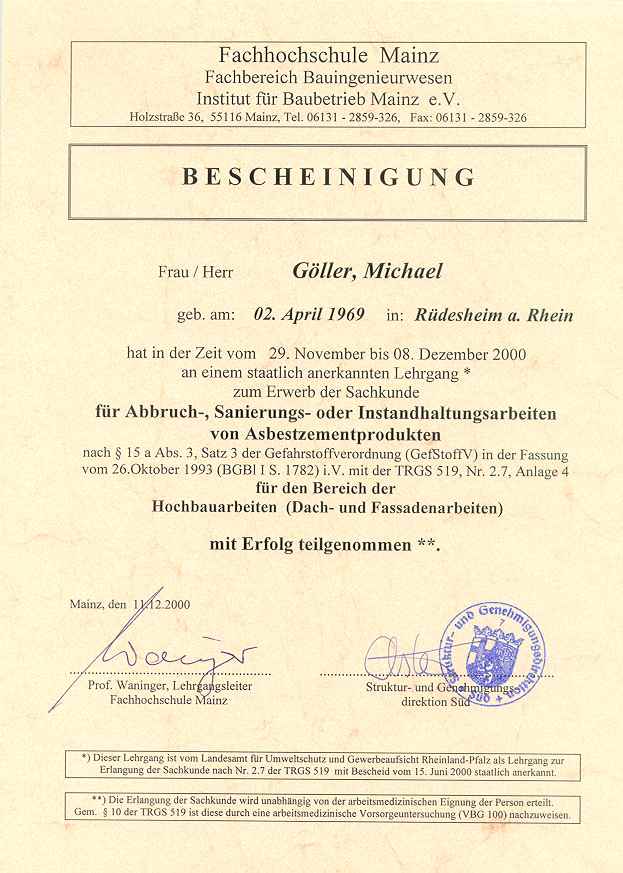 Fachhochschule Mainz
Fachbereich Bauingenieurwesen
Institut für Baubetrieb Mainz e.V.
Holzstraße 36, 55116 Mainz, Tel. 06131 - 2859-326, Fax: 06131 - 2859-326
BESCHEINIGUNG
Frau / Herr Göller, Michael
geb. am: 02. April 1969 in: Rüdesheim a. Rhein
hat in der Zeit vom 29. November bis 08. Dezember 2000
an einem staatlich anerkannten Lehrgang *
zum Erwerb der Sachkunde
für Abbruch-, Sanierungs- oder Instandhaltungsarbeiten
von Asbestzementprodukten
nach § 15 a Abs. 3, Satz 3 der Gefahrstoffverordnung (GefStoffV) in der Fassung
vom 26.Oktober 1993 (BGBl I S. 1782) i.V. mit der TRGS 519, Nr. 2.7, Anlage 4
für den Bereich der
Hochbauarbeiten (Dach- und Fassadenarbeiten)
mit Erfolg teilgenommen **.
Mainz, den 11.12.2000
Prof. Waninger, Lehrgangsleiter
Fachhochschule Mainz
Struktur- und Genehmigungs-
direktion Süd
Struktur- und Genehmigungsdirektion Süd
7
*) Dieser Lehrgang ist vom Landesamt für Umweltschutz und Gewerbeaufsicht Rheinland-Pfalz als Lehrgang zur
Erlangung der Sachkunde nach Nr. 2.7 der TRGS 519 mit Bescheid vom 15. Juni 2000 staatlich anerkannt.
**) Die Erlangung der Sachkunde wird unabhängig von der arbeitsmedizinischen Eignung der Person erteilt.
Gem. § 10 der TRGS 519 ist diese durch eine arbeitsmedizinische Vorsorgeuntersuchung (VBG 100) nachzuweisen.